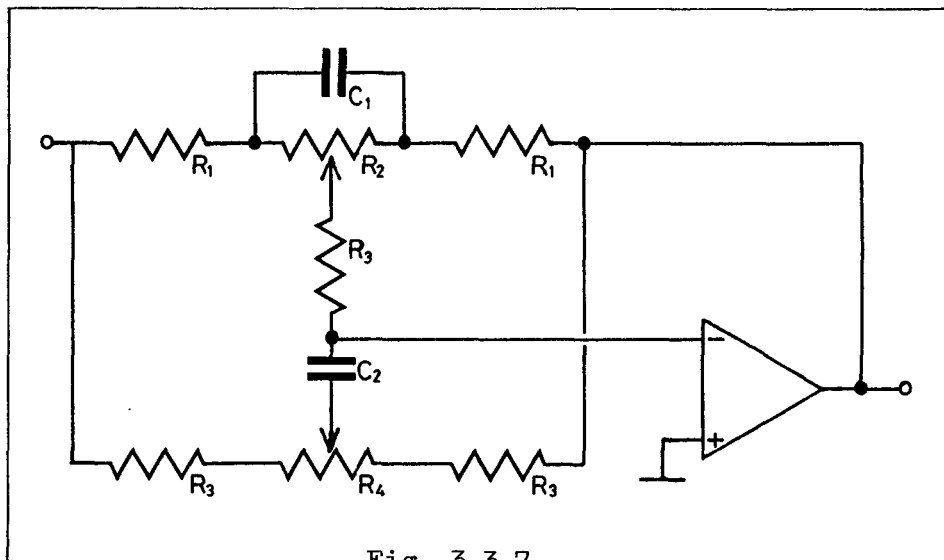 C₁
R₁ R₂ R₁
R₃
−
C₂
+
R₃ R₄ R₃
Fig. 3.3.7